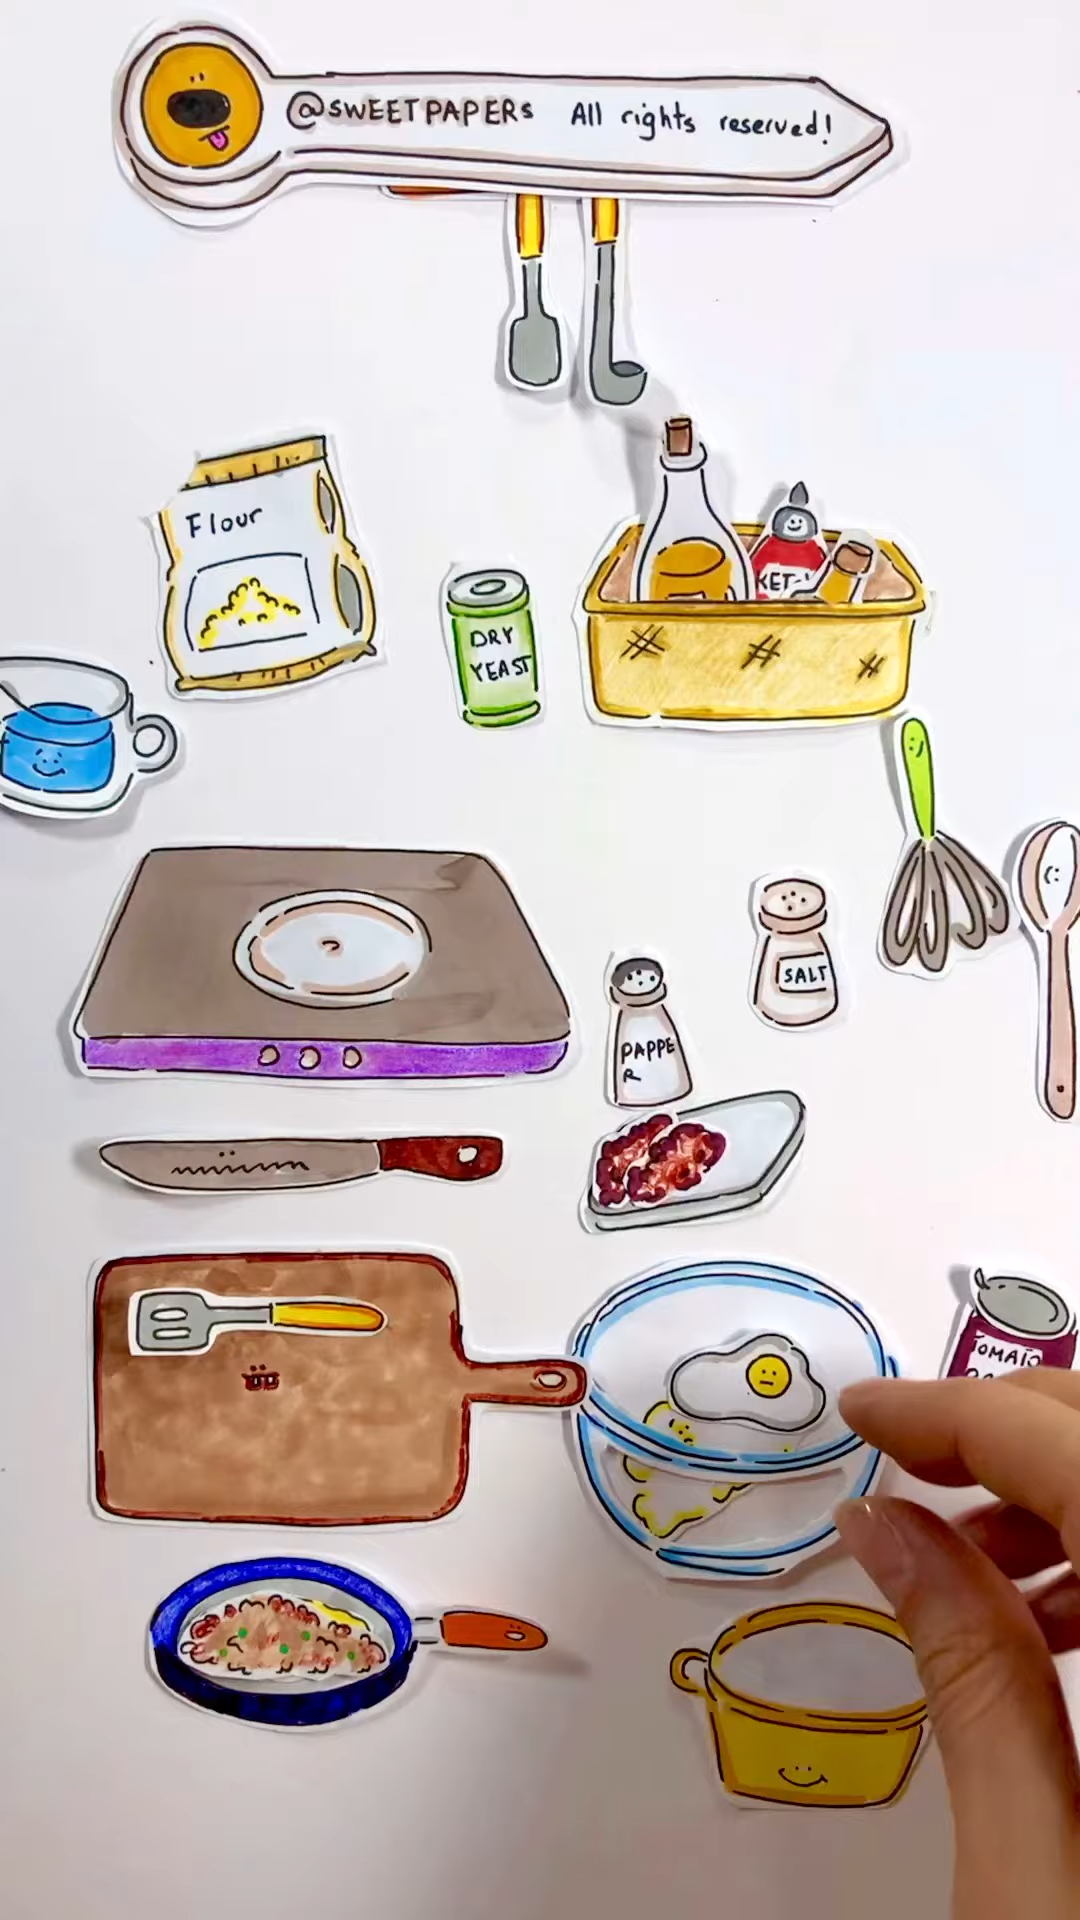 @SWEETPAPERs All rights reserved!
Flour
DRY
YEAST
KET
SALT
PAPPE
R
TOMATO